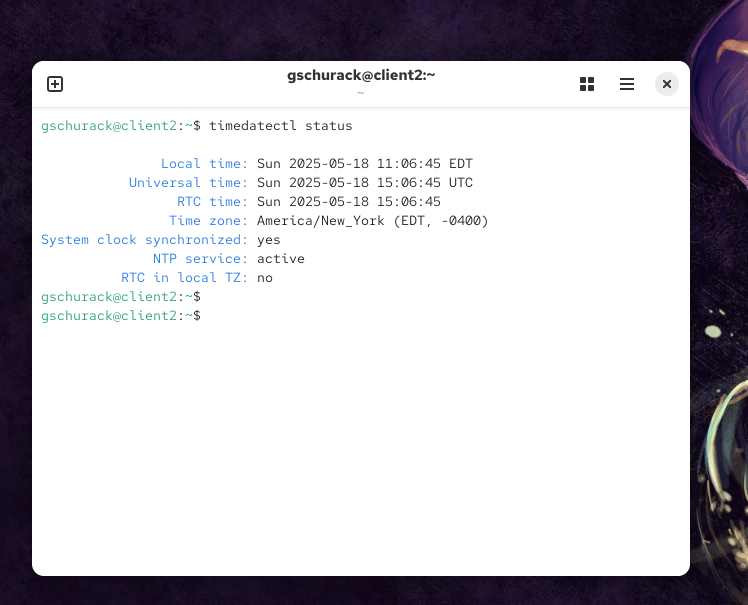 gschurack@client2:~
~
gschurack@client2:~$ timedatectl status
Local time: Sun 2025-05-18 11:06:45 EDT
Universal time: Sun 2025-05-18 15:06:45 UTC
RTC time: Sun 2025-05-18 15:06:45
Time zone: America/New_York (EDT, -0400)
System clock synchronized: yes
NTP service: active
RTC in local TZ: no
gschurack@client2:~$
gschurack@client2:~$